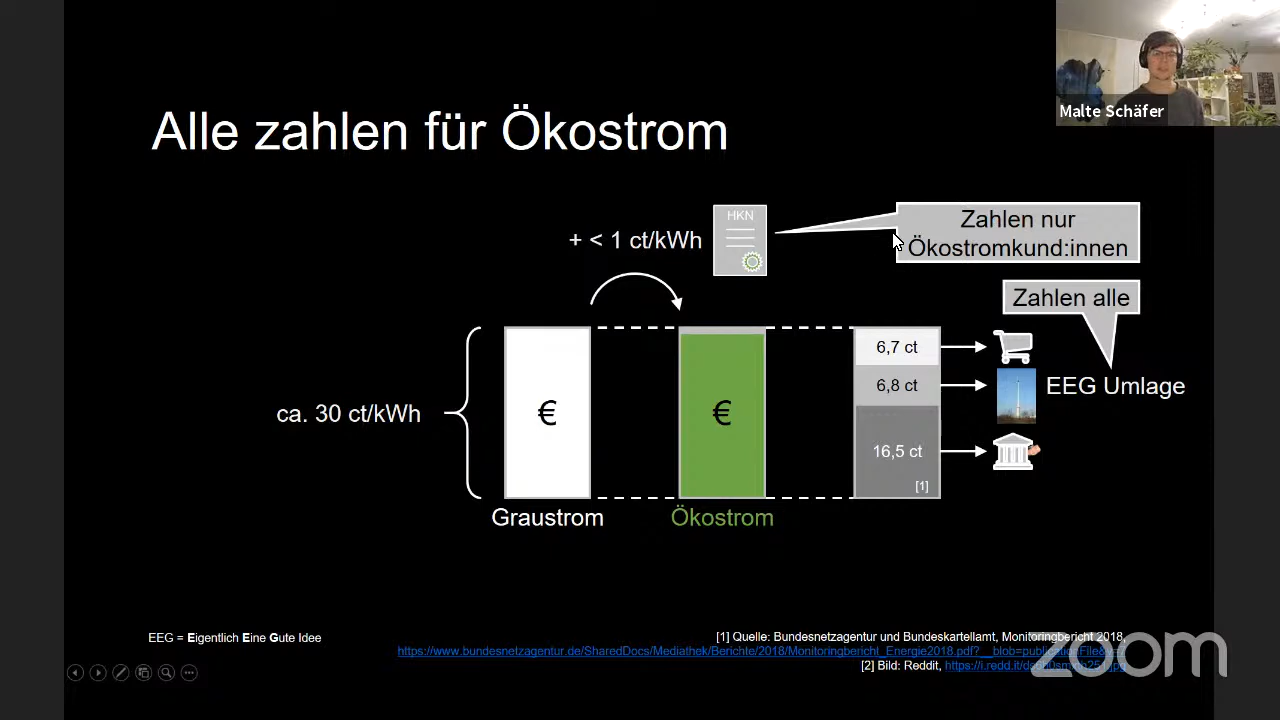 Malte Schäfer
Alle zahlen für Ökostrom
HKN
+ < 1 ct/kWh
Zahlen nur
Ökostromkund:innen
Zahlen alle
6,7 ct
6,8 ct
EEG Umlage
ca. 30 ct/kWh
€
€
16,5 ct
[1]
Graustrom
Ökostrom
EEG = Eigentlich Eine Gute Idee
[1] Quelle: Bundesnetzagentur und Bundeskartellamt, Monitoringbericht 2018,
https://www.bundesnetzagentur.de/SharedDocs/Mediathek/Berichte/2018/Monitoringbericht_Energie2018.pdf?__blob=publicationFile
[2] Bild: Reddit,
zoom